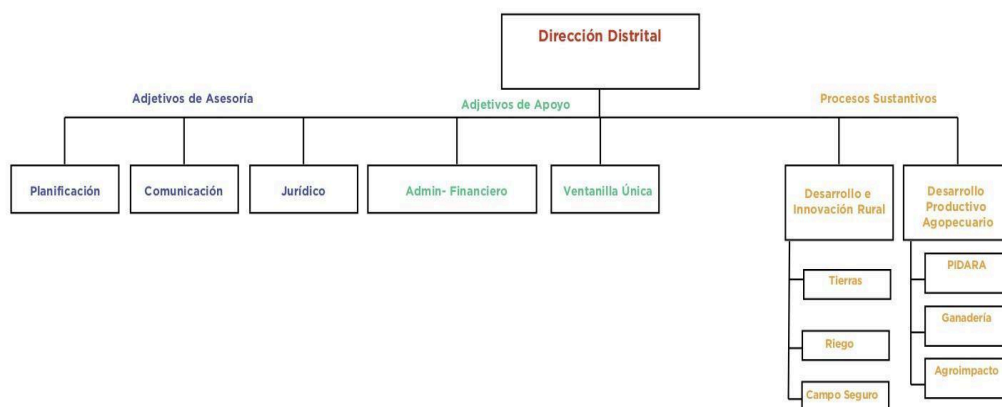 Dirección Distrital
Adjetivos de Asesoría
Adjetivos de Apoyo
Procesos Sustantivos
Planificación
Comunicación
Jurídico
Admin- Financiero
Ventanilla Única
Desarrollo e
Innovación Rural
Desarrollo
Productivo
Agopecuario
Tierras
Riego
Campo Seguro
PIDARA
Ganadería
Agroimpacto